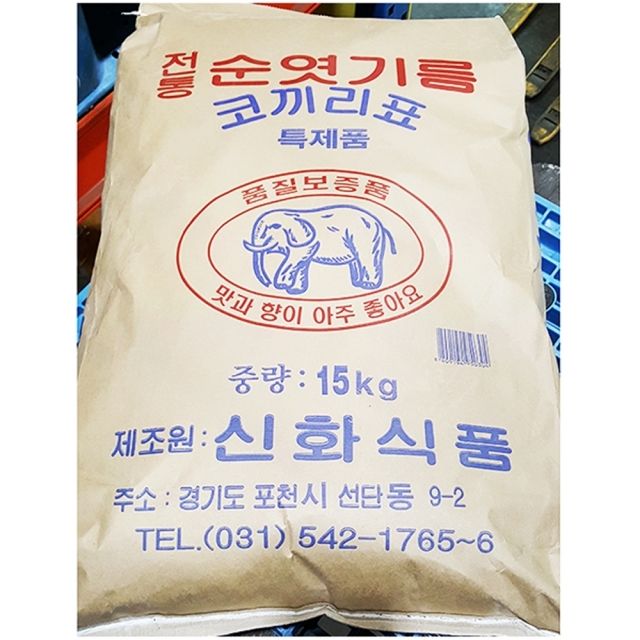 전통 순엿기름
코끼리표
특제품
품질보증품
맛과 향이 아주 좋아요
중량 : 15kg
제조원 : 신화식품
주소 : 경기도 포천시 선단동 9-2
TEL.(031) 542-1765~6